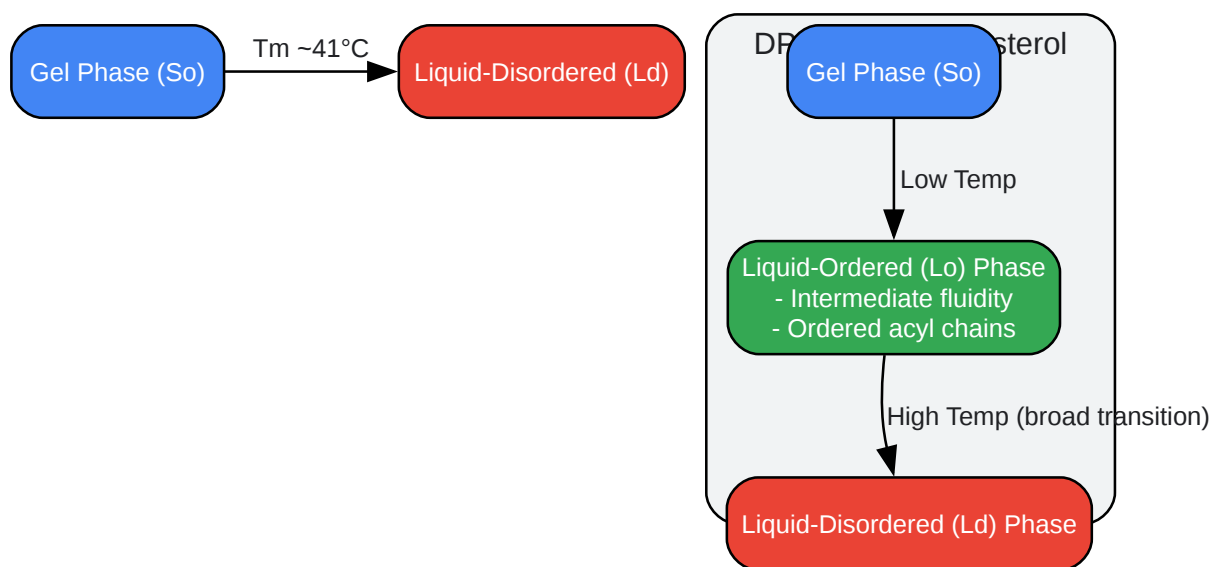 Gel Phase (So)
Tm ~41°C
Liquid-Disordered (Ld)
DP sterol
Gel Phase (So)
Low Temp
Liquid-Ordered (Lo) Phase
- Intermediate fluidity
- Ordered acyl chains
High Temp (broad transition)
Liquid-Disordered (Ld) Phase